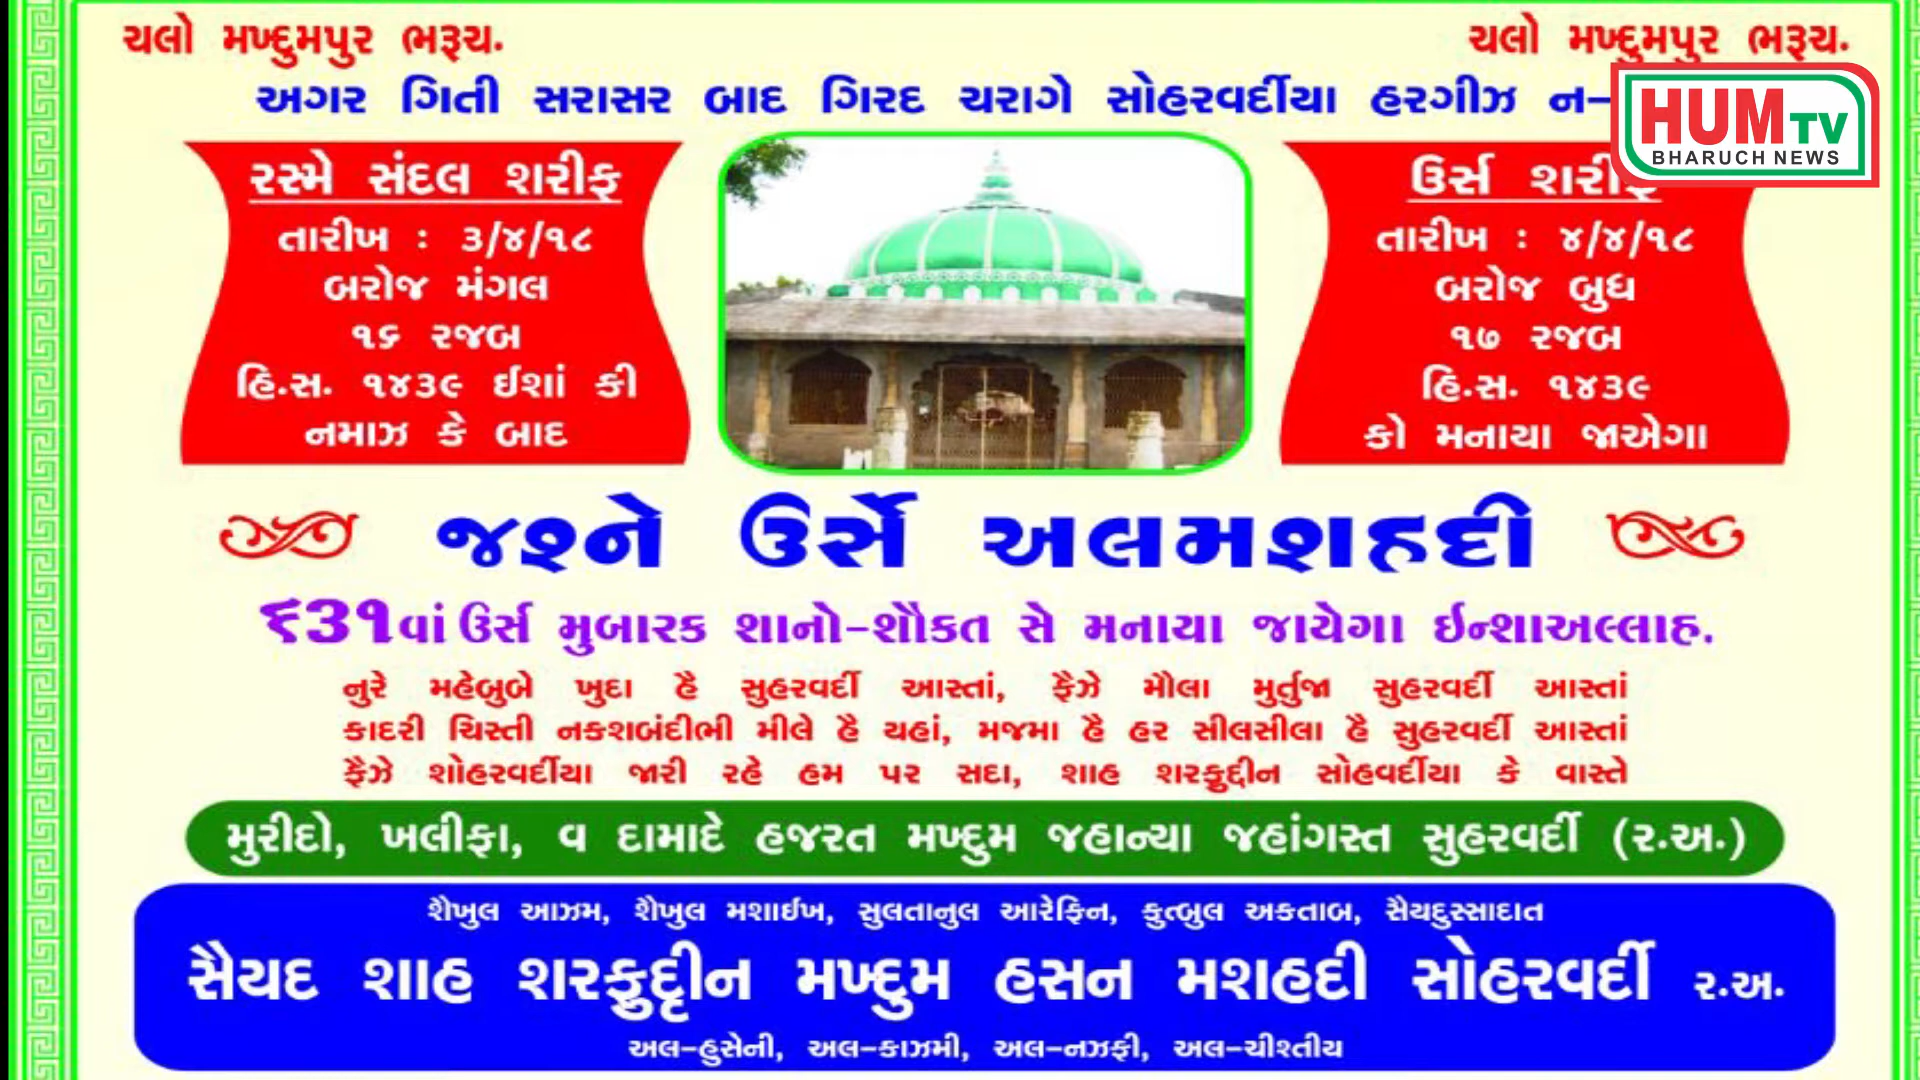 ચલો મખ્દુમપુર ભરૂચ.
ચલો મખ્દુમપુર ભરૂચ.
અગર ગિતી સરાસર બાદ ગિરદ ચરાગે સોહરવર્દીયા હરગીઝ ન-
HUM TV
BHARUCH NEWS
રસ્મે સંદલ શરીફ
તારીખ : ૩/૪/૧૮
બરોજ મંગલ
૧૬ રજબ
હિ.સ. ૧૪૩૯ ઈશાં કી
નમાઝ કે બાદ
ઉર્સ શરીફ
તારીખ : ૪/૪/૧૮
બરોજ બુધ
૧૭ રજબ
હિ.સ. ૧૪૩૯
કો મનાયા જાએગા
જશ્ને ઉર્સે અલમશહદી
૬૩૧વાં ઉર્સ મુબારક શાનો-શૌકત સે મનાયા જાયેગા ઇન્શાઅલ્લાહ.
નુરે મહેબુબે ખુદા હૈ સુહરવર્દી આસ્તાં, ફૈઝે મૌલા મુર્તુજા સુહરવર્દી આસ્તાં
કાદરી ચિસ્તી નકશબંદીભી મીલે હૈ યહાં, મજમા હૈ હર સીલસીલા હૈ સુહરવર્દી આસ્તાં
ફૈઝે શોહરવર્દીયા જારી રહે હમ પર સદા, શાહ શરફુદ્દીન સોહવર્દીયા કે વાસ્તે
મુરીદો, ખલીફા, વ દામાદે હજરત મખ્દુમ જહાન્યા જહાંગસ્ત સુહરવર્દી (ર.અ.)
શૈખુલ આઝમ, શૈખુલ મશાઈખ, સુલતાનુલ આરેફિન, કુત્બુલ અકતાબ, સૈયદુસ્સાદાત
સૈયદ શાહ શરફુદ્દીન મખ્દુમ હસન મશહદી સોહરવર્દી ર.અ.
અલ-હુસેની, અલ-કાઝમી, અલ-નઝફી, અલ-ચીશ્તીય